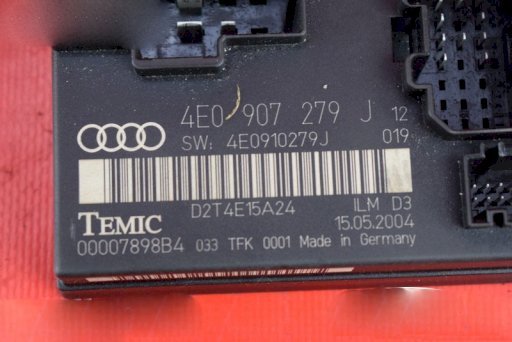 4E0 907 279 J 12
SW: 4E0910279J 019
D2T4E15A24 ILM D3
TEMIC 15.05.2004
00007898B4 033 TFK 0001 Made in Germany